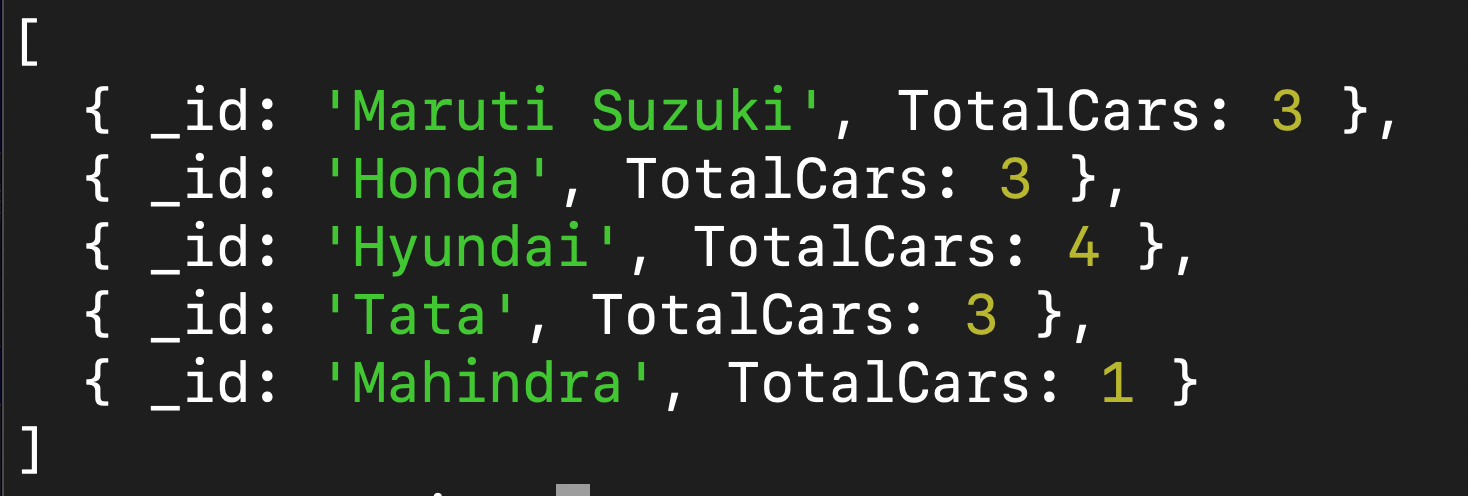 [
{ _id: 'Maruti Suzuki', TotalCars: 3 },
{ _id: 'Honda', TotalCars: 3 },
{ _id: 'Hyundai', TotalCars: 4 },
{ _id: 'Tata', TotalCars: 3 },
{ _id: 'Mahindra', TotalCars: 1 }
]